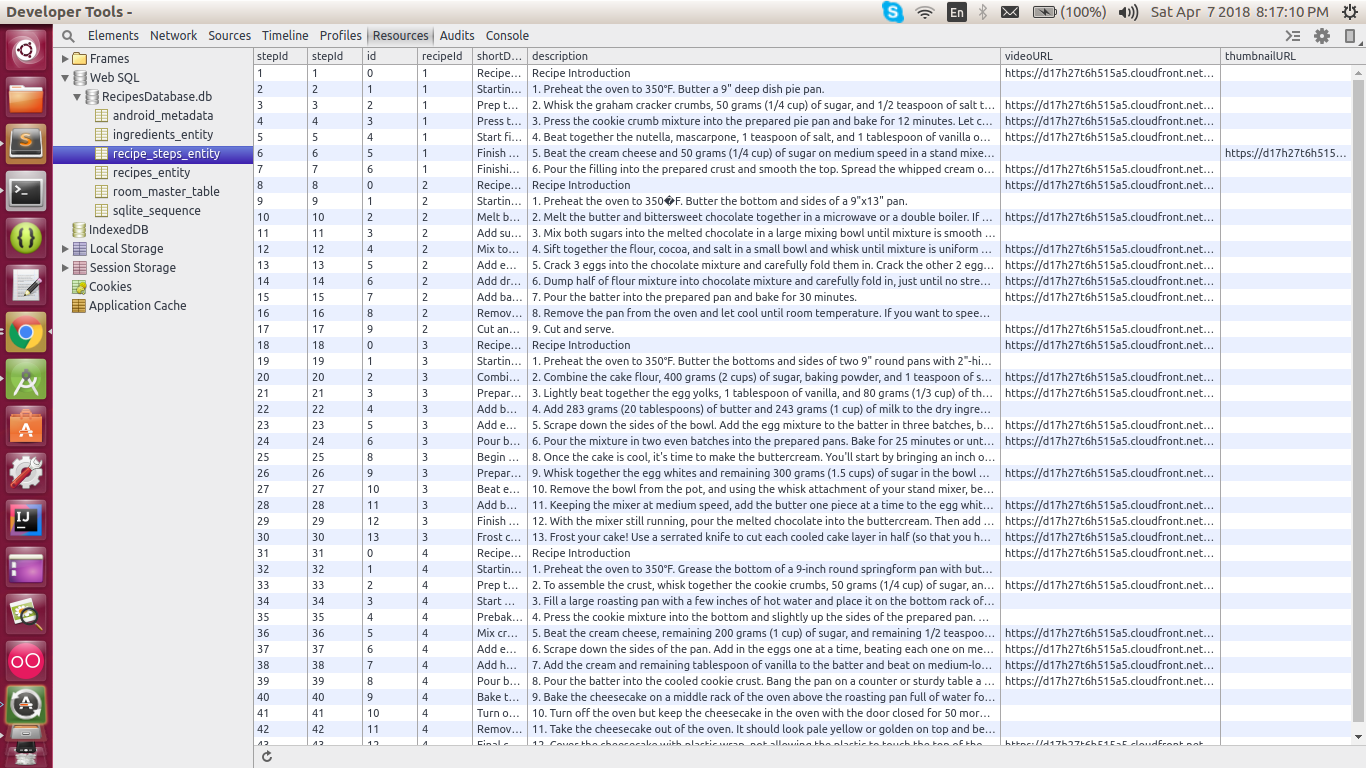 Developer Tools -
En (100%) Sat Apr 7 2018 8:17:10 PM
Elements Network Sources Timeline Profiles Resources Audits Console
Frames
Web SQL
RecipesDatabase.db
android_metadata
ingredients_entity
recipe_steps_entity
recipes_entity
room_master_table
sqlite_sequence
IndexedDB
Local Storage
Session Storage
Cookies
Application Cache
stepId stepId id recipeId shortD... description videoURL thumbnailURL
1 1 0 1 Recipe... Recipe Introduction https://d17h27t6h515a5.cloudfront.net...
2 2 1 1 Startin... 1. Preheat the oven to 350°F. Butter a 9" deep dish pie pan.
3 3 2 1 Prep t... 2. Whisk the graham cracker crumbs, 50 grams (1/4 cup) of sugar, and 1/2 teaspoon of salt t... https://d17h27t6h515a5.cloudfront.net...
4 4 3 1 Press t... 3. Press the cookie crumb mixture into the prepared pie pan and bake for 12 minutes. Let c... https://d17h27t6h515a5.cloudfront.net...
5 5 4 1 Start fi... 4. Beat together the nutella, mascarpone, 1 teaspoon of salt, and 1 tablespoon of vanilla o... https://d17h27t6h515a5.cloudfront.net...
6 6 5 1 Finish ... 5. Beat the cream cheese and 50 grams (1/4 cup) of sugar on medium speed in a stand mixe... https://d17h27t6h515...
7 7 6 1 Finishi... 6. Pour the filling into the prepared crust and smooth the top. Spread the whipped cream o... https://d17h27t6h515a5.cloudfront.net...
8 8 0 2 Recipe... Recipe Introduction https://d17h27t6h515a5.cloudfront.net...
9 9 1 2 Startin... 1. Preheat the oven to 350�F. Butter the bottom and sides of a 9"x13" pan.
10 10 2 2 Melt b... 2. Melt the butter and bittersweet chocolate together in a microwave or a double boiler. If ... https://d17h27t6h515a5.cloudfront.net...
11 11 3 2 Add su... 3. Mix both sugars into the melted chocolate in a large mixing bowl until mixture is smooth ...
12 12 4 2 Mix to... 4. Sift together the flour, cocoa, and salt in a small bowl and whisk until mixture is uniform ... https://d17h27t6h515a5.cloudfront.net...
13 13 5 2 Add e... 5. Crack 3 eggs into the chocolate mixture and carefully fold them in. Crack the other 2 egg... https://d17h27t6h515a5.cloudfront.net...
14 14 6 2 Add dr... 6. Dump half of flour mixture into chocolate mixture and carefully fold in, just until no stre... https://d17h27t6h515a5.cloudfront.net...
15 15 7 2 Add ba... 7. Pour the batter into the prepared pan and bake for 30 minutes. https://d17h27t6h515a5.cloudfront.net...
16 16 8 2 Remov... 8. Remove the pan from the oven and let cool until room temperature. If you want to spee...
17 17 9 2 Cut an... 9. Cut and serve. https://d17h27t6h515a5.cloudfront.net...
18 18 0 3 Recipe... Recipe Introduction https://d17h27t6h515a5.cloudfront.net...
19 19 1 3 Startin... 1. Preheat the oven to 350°F. Butter the bottoms and sides of two 9" round pans with 2"-hi...
20 20 2 3 Combi... 2. Combine the cake flour, 400 grams (2 cups) of sugar, baking powder, and 1 teaspoon of s... https://d17h27t6h515a5.cloudfront.net...
21 21 3 3 Prepar... 3. Lightly beat together the egg yolks, 1 tablespoon of vanilla, and 80 grams (1/3 cup) of th... https://d17h27t6h515a5.cloudfront.net...
22 22 4 3 Add b... 4. Add 283 grams (20 tablespoons) of butter and 243 grams (1 cup) of milk to the dry ingre...
23 23 5 3 Add e... 5. Scrape down the sides of the bowl. Add the egg mixture to the batter in three batches, b... https://d17h27t6h515a5.cloudfront.net...
24 24 6 3 Pour b... 6. Pour the mixture in two even batches into the prepared pans. Bake for 25 minutes or unt... https://d17h27t6h515a5.cloudfront.net...
25 25 8 3 Begin ... 8. Once the cake is cool, it's time to make the buttercream. You'll start by bringing an inch o...
26 26 9 3 Prepar... 9. Whisk together the egg whites and remaining 300 grams (1.5 cups) of sugar in the bowl ... https://d17h27t6h515a5.cloudfront.net...
27 27 10 3 Beat e... 10. Remove the bowl from the pot, and using the whisk attachment of your stand mixer, be...
28 28 11 3 Add b... 11. Keeping the mixer at medium speed, add the butter one piece at a time to the egg whit... https://d17h27t6h515a5.cloudfront.net...
29 29 12 3 Finish ... 12. With the mixer still running, pour the melted chocolate into the buttercream. Then add ... https://d17h27t6h515a5.cloudfront.net...
30 30 13 3 Frost c... 13. Frost your cake! Use a serrated knife to cut each cooled cake layer in half (so that you h... https://d17h27t6h515a5.cloudfront.net...
31 31 0 4 Recipe... Recipe Introduction https://d17h27t6h515a5.cloudfront.net...
32 32 1 4 Startin... 1. Preheat the oven to 350°F. Grease the bottom of a 9-inch round springform pan with but...
33 33 2 4 Prep t... 2. To assemble the crust, whisk together the cookie crumbs, 50 grams (1/4 cup) of sugar, an... https://d17h27t6h515a5.cloudfront.net...
34 34 3 4 Start ... 3. Fill a large roasting pan with a few inches of hot water and place it on the bottom rack of...
35 35 4 4 Prebak... 4. Press the cookie mixture into the bottom and slightly up the sides of the prepared pan. ...
36 36 5 4 Mix cr... 5. Beat the cream cheese, remaining 200 grams (1 cup) of sugar, and remaining 1/2 teaspoo... https://d17h27t6h515a5.cloudfront.net...
37 37 6 4 Add e... 6. Scrape down the sides of the pan. Add in the eggs one at a time, beating each one on me... https://d17h27t6h515a5.cloudfront.net...
38 38 7 4 Add h... 7. Add the cream and remaining tablespoon of vanilla to the batter and beat on medium-lo... https://d17h27t6h515a5.cloudfront.net...
39 39 8 4 Pour b... 8. Pour the batter into the cooled cookie crust. Bang the pan on a counter or sturdy table a ... https://d17h27t6h515a5.cloudfront.net...
40 40 9 4 Bake t... 9. Bake the cheesecake on a middle rack of the oven above the roasting pan full of water fo...
41 41 10 4 Turn o... 10. Turn off the oven but keep the cheesecake in the oven with the door closed for 50 mor...
42 42 11 4 Remov... 11. Take the cheesecake out of the oven. It should look pale yellow or golden on top and be...
43 43 12 4 Final c... 12. Cover the cheesecake with plastic wrap, not allowing the plastic to touch the top of the... https://d17h27t6h515a5.cloudfront.net...